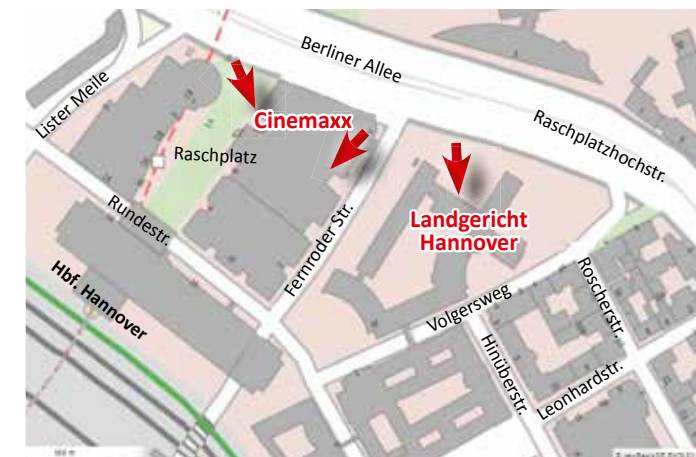 Berliner Allee
Lister Meile
Cinemaxx
Raschplatzhochstr.
Raschplatz
Landgericht
Hannover
Rundestr.
Fernroder Str.
Hbf. Hannover
Volgersweg
Roscherstr.
Hinüberstr.
Leonhardstr.